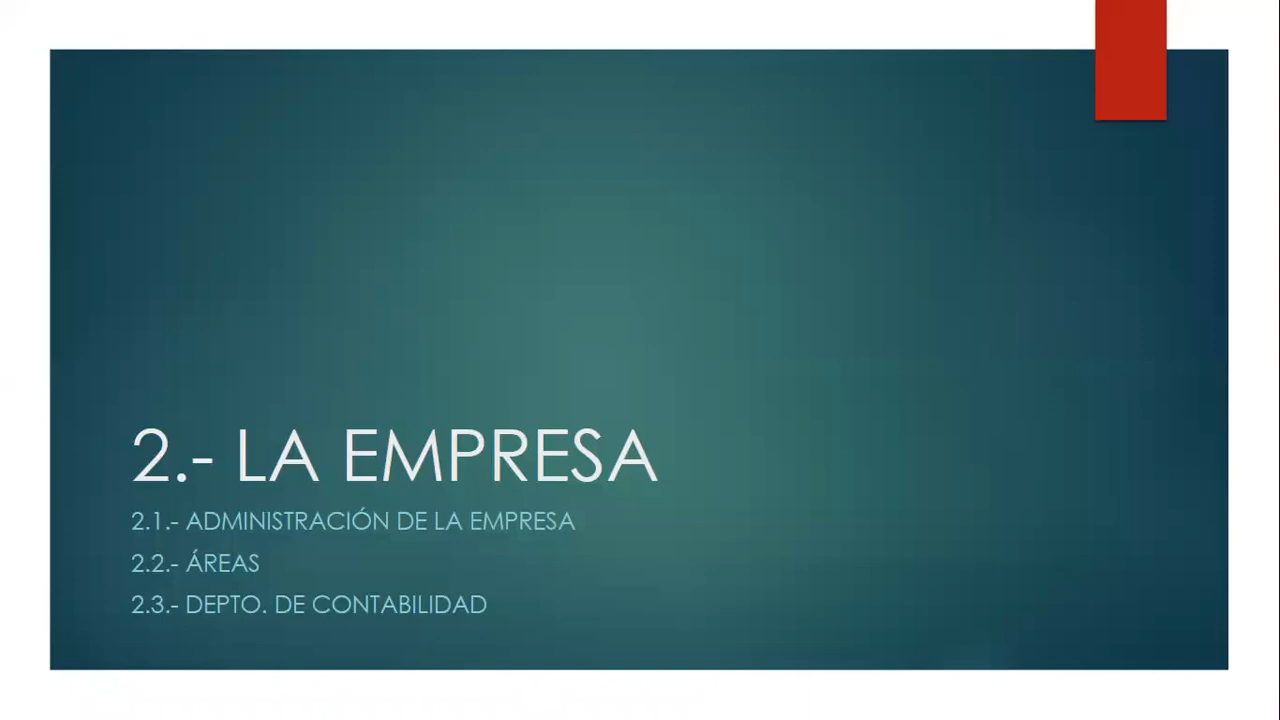 2.- LA EMPRESA
2.1.- ADMINISTRACIÓN DE LA EMPRESA
2.2.- ÁREAS
2.3.- DEPTO. DE CONTABILIDAD